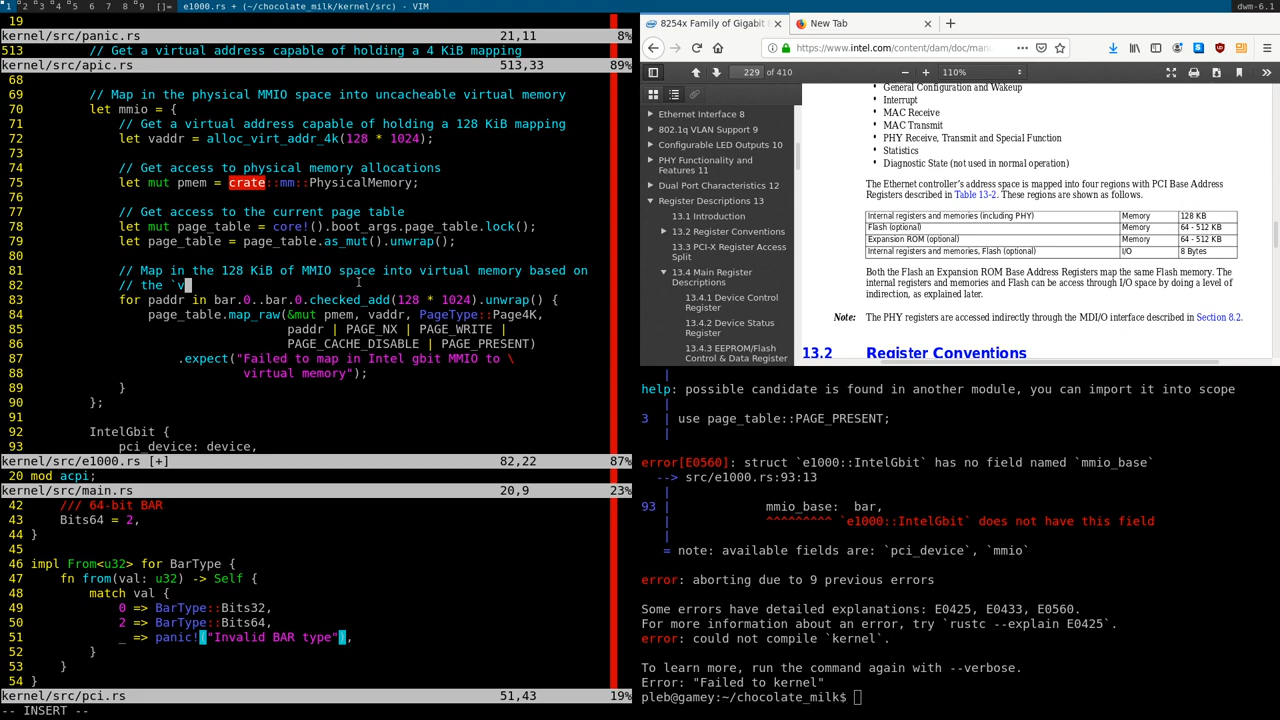 1 2 3 4 5 6 7 8 9 []= e1000.rs + (~/chocolate_milk/kernel/src) - VIM
dwm-6.1
19
kernel/src/panic.rs 21,11 8%
513 // Get a virtual address capable of holding a 4 KiB mapping
kernel/src/apic.rs 513,33 89%
68
69 // Map in the physical MMIO space into uncacheable virtual memory
70 let mmio = {
71 // Get a virtual address capable of holding a 128 KiB mapping
72 let vaddr = alloc_virt_addr_4k(128 * 1024);
73
74 // Get access to physical memory allocations
75 let mut pmem = crate::mm::PhysicalMemory;
76
77 // Get access to the current page table
78 let mut page_table = core!().boot_args.page_table.lock();
79 let page_table = page_table.as_mut().unwrap();
80
81 // Map in the 128 KiB of MMIO space into virtual memory based on
82 // the `v
83 for paddr in bar.0..bar.0.checked_add(128 * 1024).unwrap() {
84 page_table.map_raw(&mut pmem, vaddr, PageType::Page4K,
85 paddr | PAGE_NX | PAGE_WRITE |
86 PAGE_CACHE_DISABLE | PAGE_PRESENT)
87 .expect("Failed to map in Intel gbit MMIO to \
88 virtual memory");
89 }
90 };
91
92 IntelGbit {
93 pci_device: device,
kernel/src/e1000.rs [+] 82,22 87%
20 mod acpi;
kernel/src/main.rs 20,9 23%
42 /// 64-bit BAR
43 Bits64 = 2,
44 }
45
46 impl From<u32> for BarType {
47 fn from(val: u32) -> Self {
48 match val {
49 0 => BarType::Bits32,
50 2 => BarType::Bits64,
51 _ => panic!("Invalid BAR type"),
52 }
53 }
54 }
kernel/src/pci.rs 51,43 19%
-- INSERT --
8254x Family of Gigabit
New Tab
https://www.intel.com/content/dam/doc/man
229 of 410
110%
Ethernet Interface 8
802.1q VLAN Support 9
Configurable LED Outputs 10
PHY Functionality and
Features 11
Dual Port Characteristics 12
Register Descriptions 13
13.1 Introduction
13.2 Register Conventions
13.3 PCI-X Register Access
Split
13.4 Main Register
Descriptions
13.4.1 Device Control
Register
13.4.2 Device Status
Register
13.4.3 EEPROM/Flash
Control & Data Register
• General Configuration and Wakeup
• Interrupt
• MAC Receive
• MAC Transmit
• PHY Receive, Transmit and Special Function
• Statistics
• Diagnostic State (not used in normal operation)
The Ethernet controller's address space is mapped into four regions with PCI Base Address
Registers described in Table 13-2. These regions are shown as follows.
Internal registers and memories (including PHY) Memory 128 KB
Flash (optional) Memory 64 - 512 KB
Expansion ROM (optional) Memory 64 - 512 KB
Internal registers and memories, Flash (optional) I/O 8 Bytes
Both the Flash an Expansion ROM Base Address Registers map the same Flash memory. The
internal registers and memories and Flash can be access through I/O space by doing a level of
indirection, as explained later.
Note: The PHY registers are accessed indirectly through the MDI/O interface described in Section 8.2.
13.2 Register Conventions
|
help: possible candidate is found in another module, you can import it into scope
|
3 | use page_table::PAGE_PRESENT;
|
error[E0560]: struct `e1000::IntelGbit` has no field named `mmio_base`
--> src/e1000.rs:93:13
|
93 | mmio_base: bar,
| ^^^^^^^^^ `e1000::IntelGbit` does not have this field
|
= note: available fields are: `pci_device`, `mmio`
error: aborting due to 9 previous errors
Some errors have detailed explanations: E0425, E0433, E0560.
For more information about an error, try `rustc --explain E0425`.
error: could not compile `kernel`.
To learn more, run the command again with --verbose.
Error: "Failed to kernel"
pleb@gamey:~/chocolate_milk$